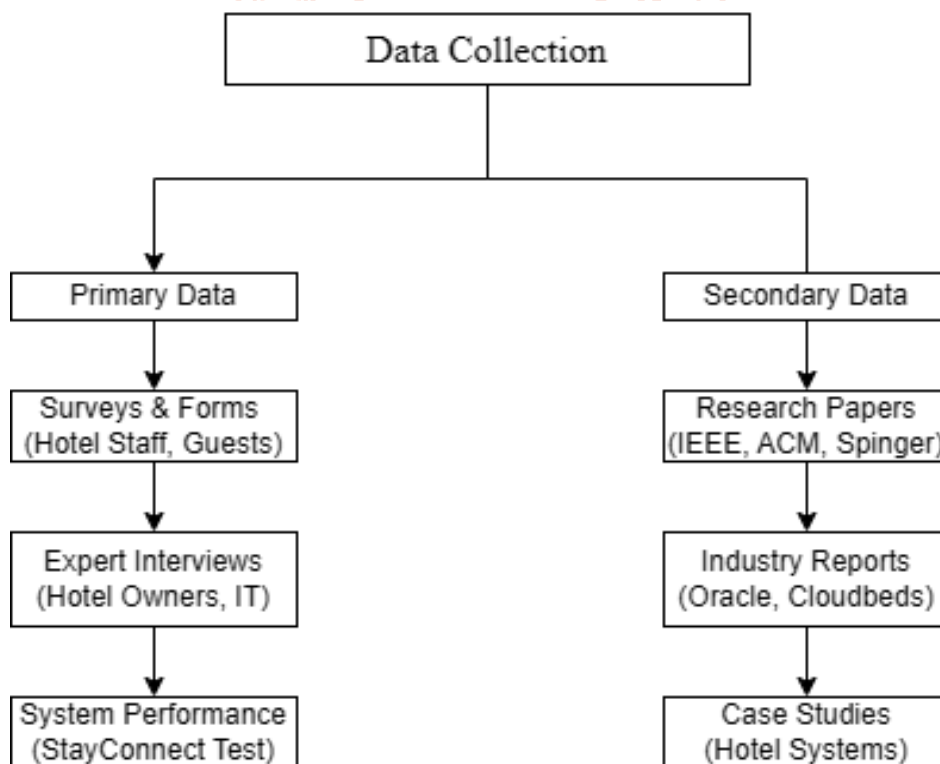 Data Collection
Primary Data
Secondary Data
Surveys & Forms
(Hotel Staff, Guests)
Research Papers
(IEEE, ACM, Spinger)
Expert Interviews
(Hotel Owners, IT)
Industry Reports
(Oracle, Cloudbeds)
System Performance
(StayConnect Test)
Case Studies
(Hotel Systems)